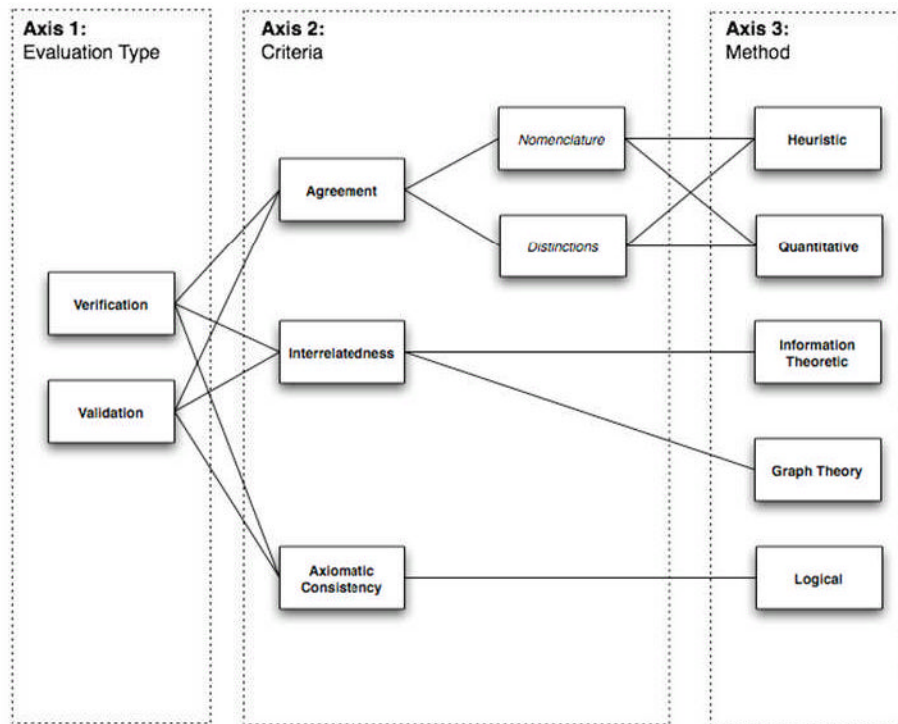 Axis 1:
Evaluation Type
Axis 2:
Criteria
Axis 3:
Method
Nomenclature
Heuristic
Agreement
Distinctions
Quantitative
Verification
Interrelatedness
Information
Theoretic
Validation
Graph Theory
Axiomatic
Consistency
Logical